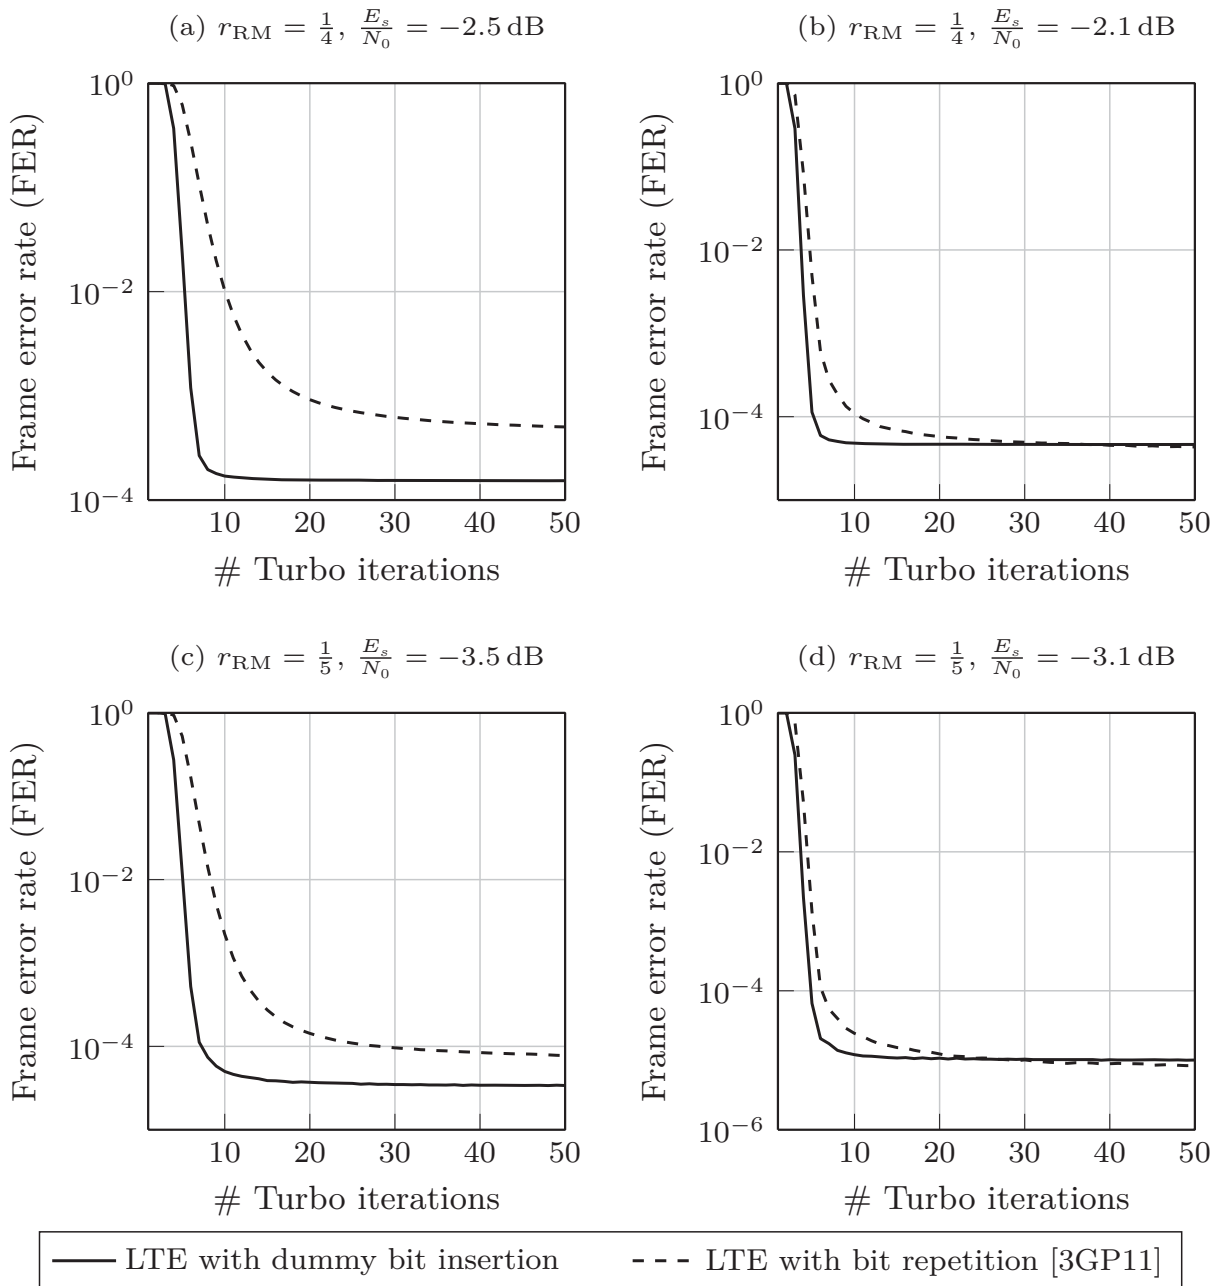 (a) r_RM = 1/4, E_s/N_0 = −2.5 dB
Frame error rate (FER)
10^0
10^−2
10^−4
10 20 30 40 50
# Turbo iterations
(b) r_RM = 1/4, E_s/N_0 = −2.1 dB
Frame error rate (FER)
10^0
10^−2
10^−4
10 20 30 40 50
# Turbo iterations
(c) r_RM = 1/5, E_s/N_0 = −3.5 dB
Frame error rate (FER)
10^0
10^−2
10^−4
10 20 30 40 50
# Turbo iterations
(d) r_RM = 1/5, E_s/N_0 = −3.1 dB
Frame error rate (FER)
10^0
10^−2
10^−4
10^−6
10 20 30 40 50
# Turbo iterations
LTE with dummy bit insertion
LTE with bit repetition [3GP11]